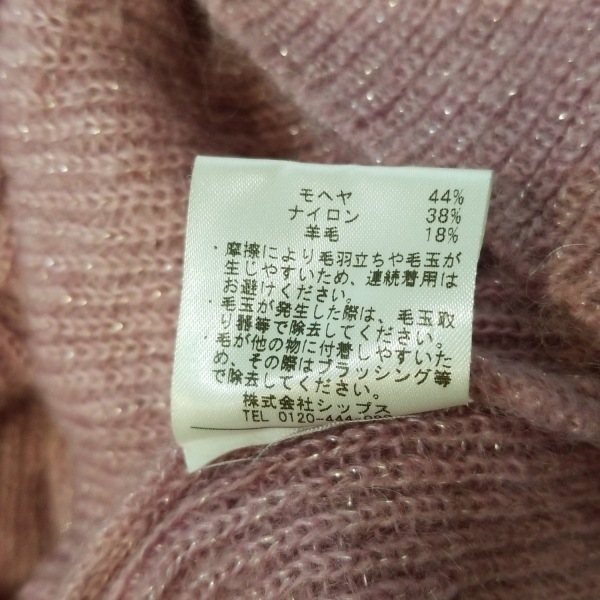 モヘヤ 44%
ナイロン 38%
羊毛 18%
・摩擦により毛羽立ちや毛玉が
生じやすいため、連続着用は
お避けください。
・毛玉が発生した際は、毛玉取
り器等で除去してください。
・毛が他の物に付着しやすいた
め、その際はブラッシング等
で除去してください。
株式会社シップス
TEL 0120-444-